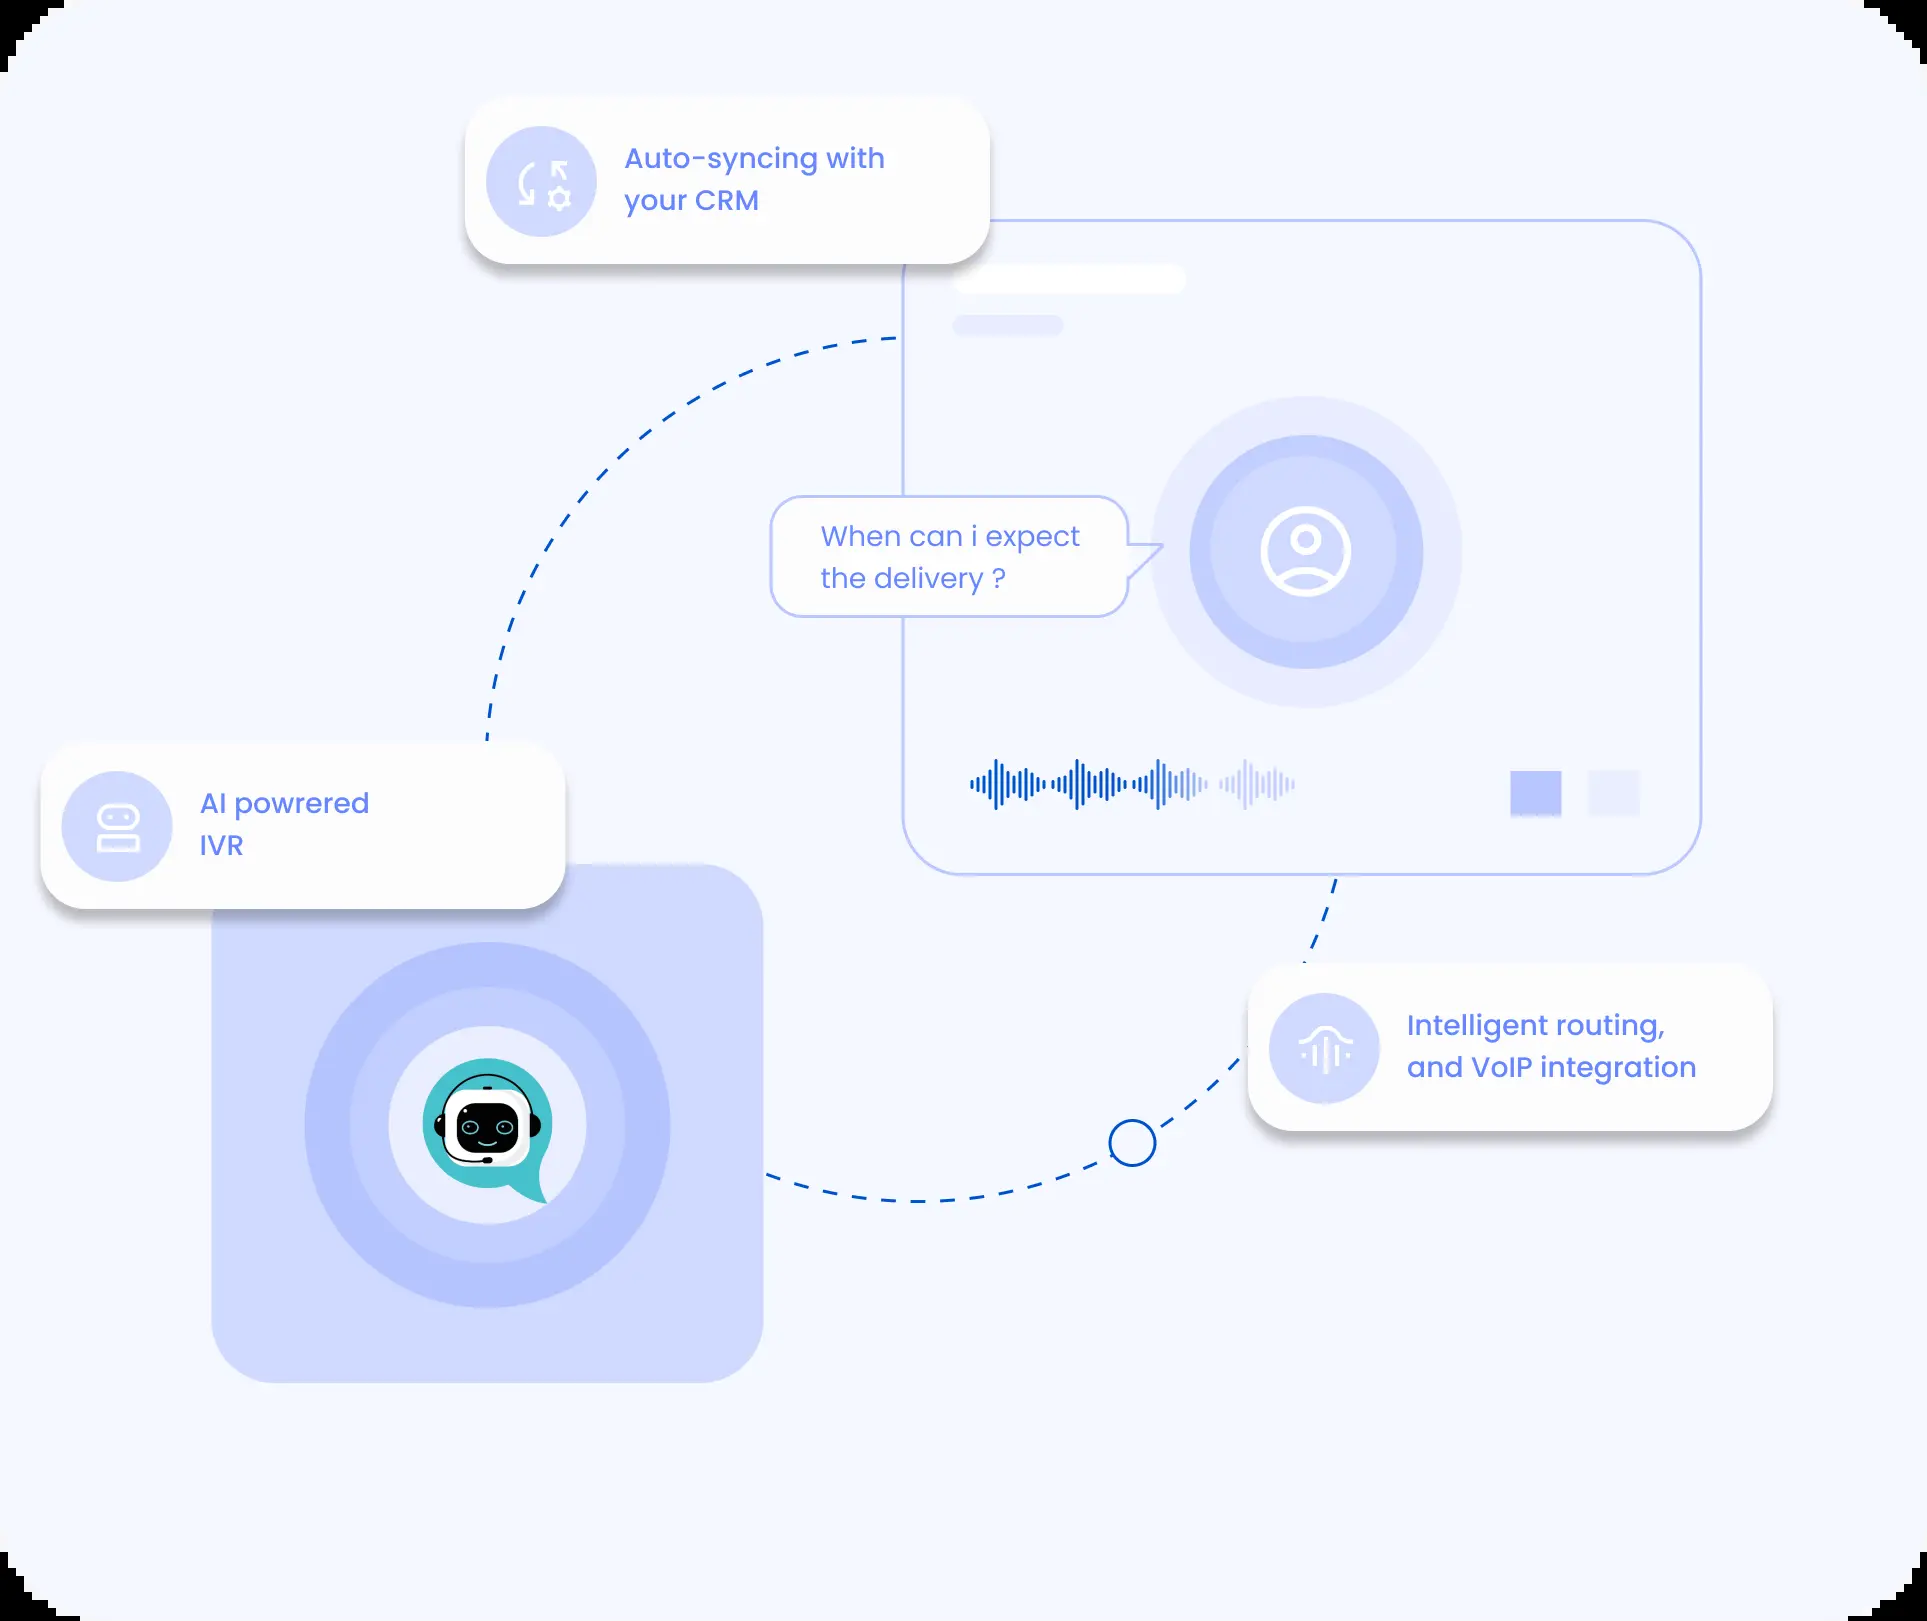 Auto-syncing with
your CRM
When can i expect
the delivery ?
AI powrered
IVR
Intelligent routing,
and VoIP integration